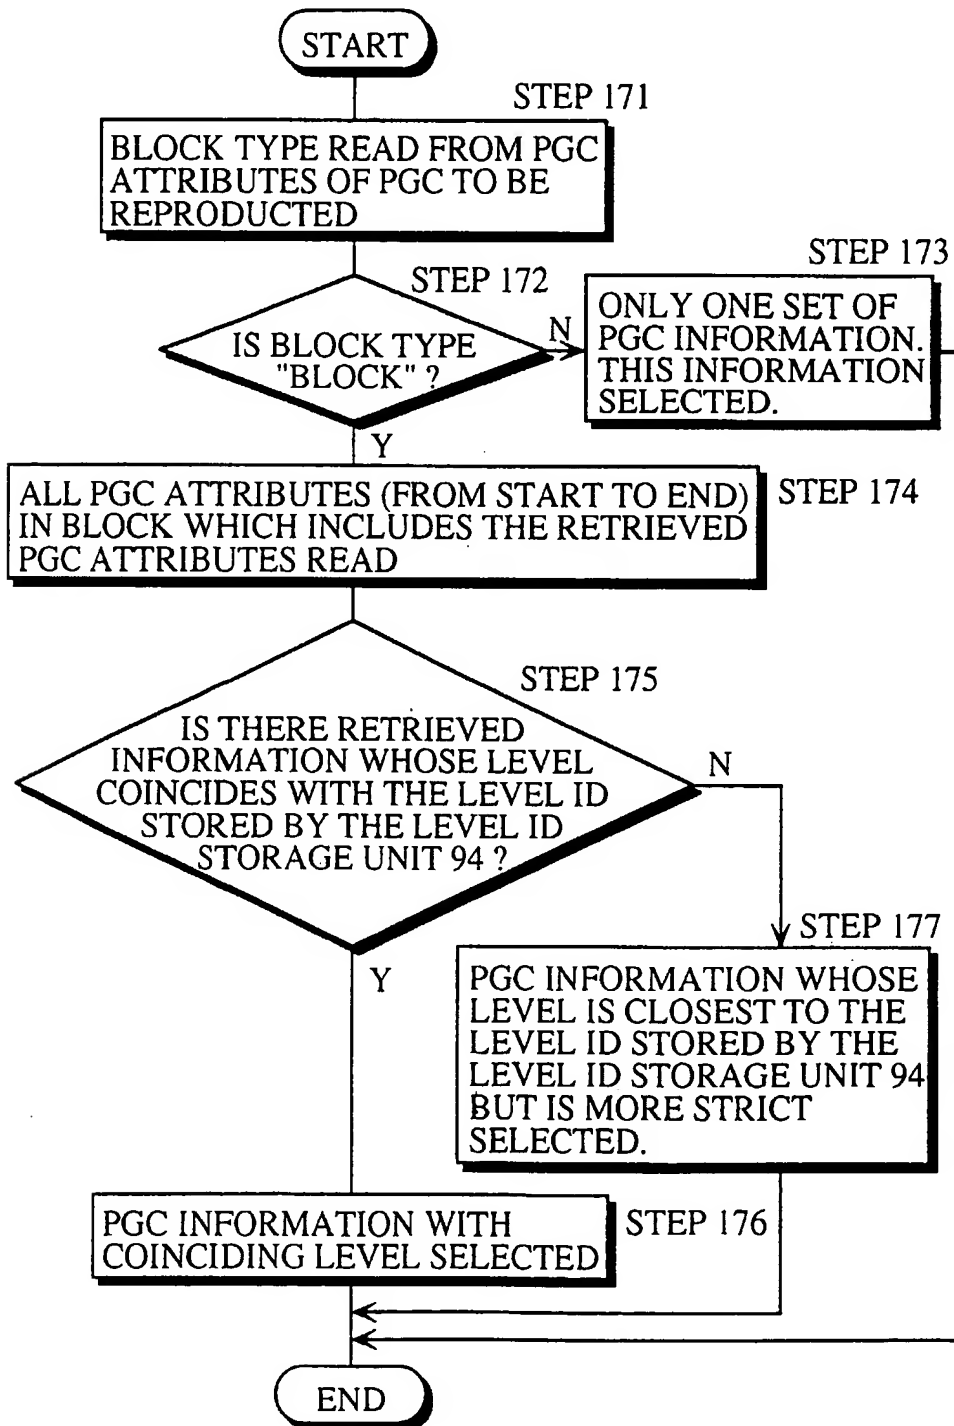 START
STEP 171
BLOCK TYPE READ FROM PGC
ATTRIBUTES OF PGC TO BE
REPRODUCTED
STEP 172
IS BLOCK TYPE
"BLOCK" ?
N
STEP 173
ONLY ONE SET OF
PGC INFORMATION.
THIS INFORMATION
SELECTED.
Y
ALL PGC ATTRIBUTES (FROM START TO END)
IN BLOCK WHICH INCLUDES THE RETRIEVED
PGC ATTRIBUTES READ
STEP 174
STEP 175
IS THERE RETRIEVED
INFORMATION WHOSE LEVEL
COINCIDES WITH THE LEVEL ID
STORED BY THE LEVEL ID
STORAGE UNIT 94 ?
N
STEP 177
Y
PGC INFORMATION WHOSE
LEVEL IS CLOSEST TO THE
LEVEL ID STORED BY THE
LEVEL ID STORAGE UNIT 94
BUT IS MORE STRICT
SELECTED.
PGC INFORMATION WITH
COINCIDING LEVEL SELECTED
STEP 176
END